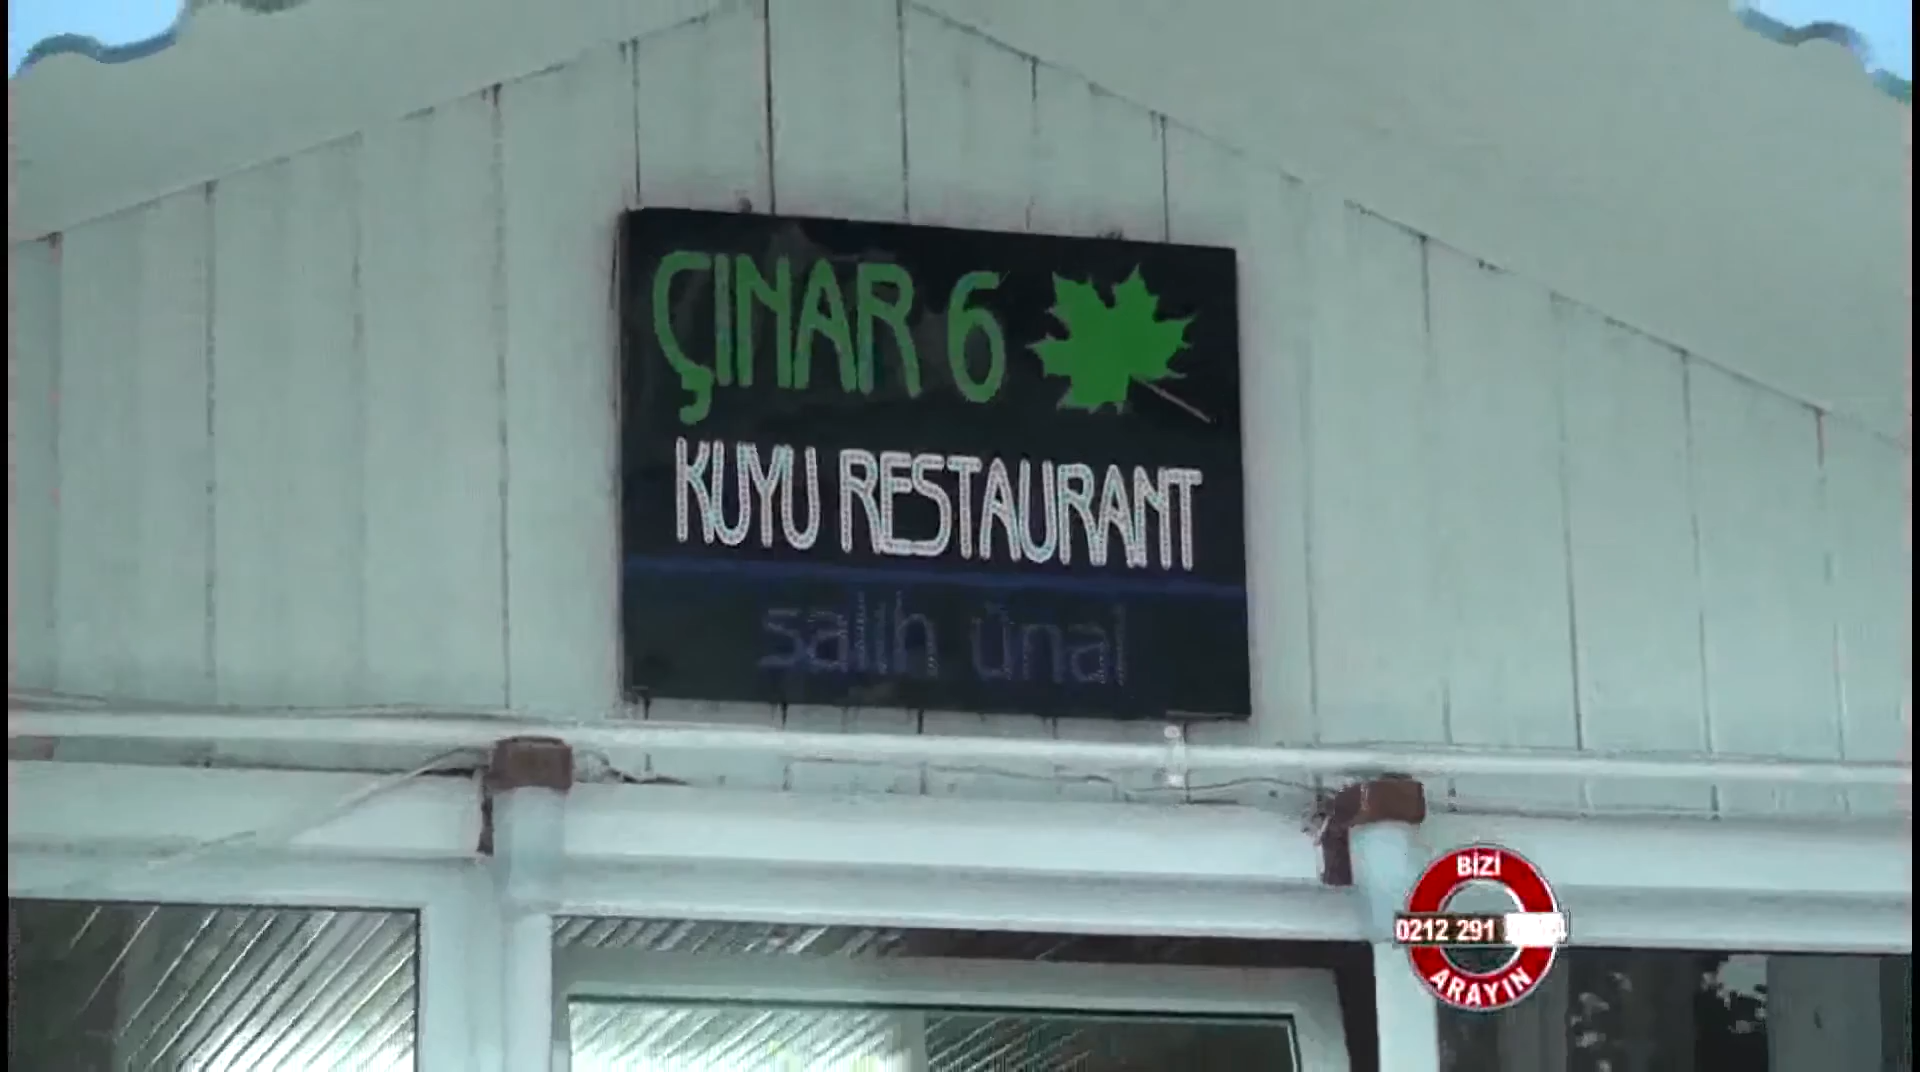 ÇINAR 6
KUYU RESTAURANT
salih ünal
BİZİ
0212 291
ARAYIN